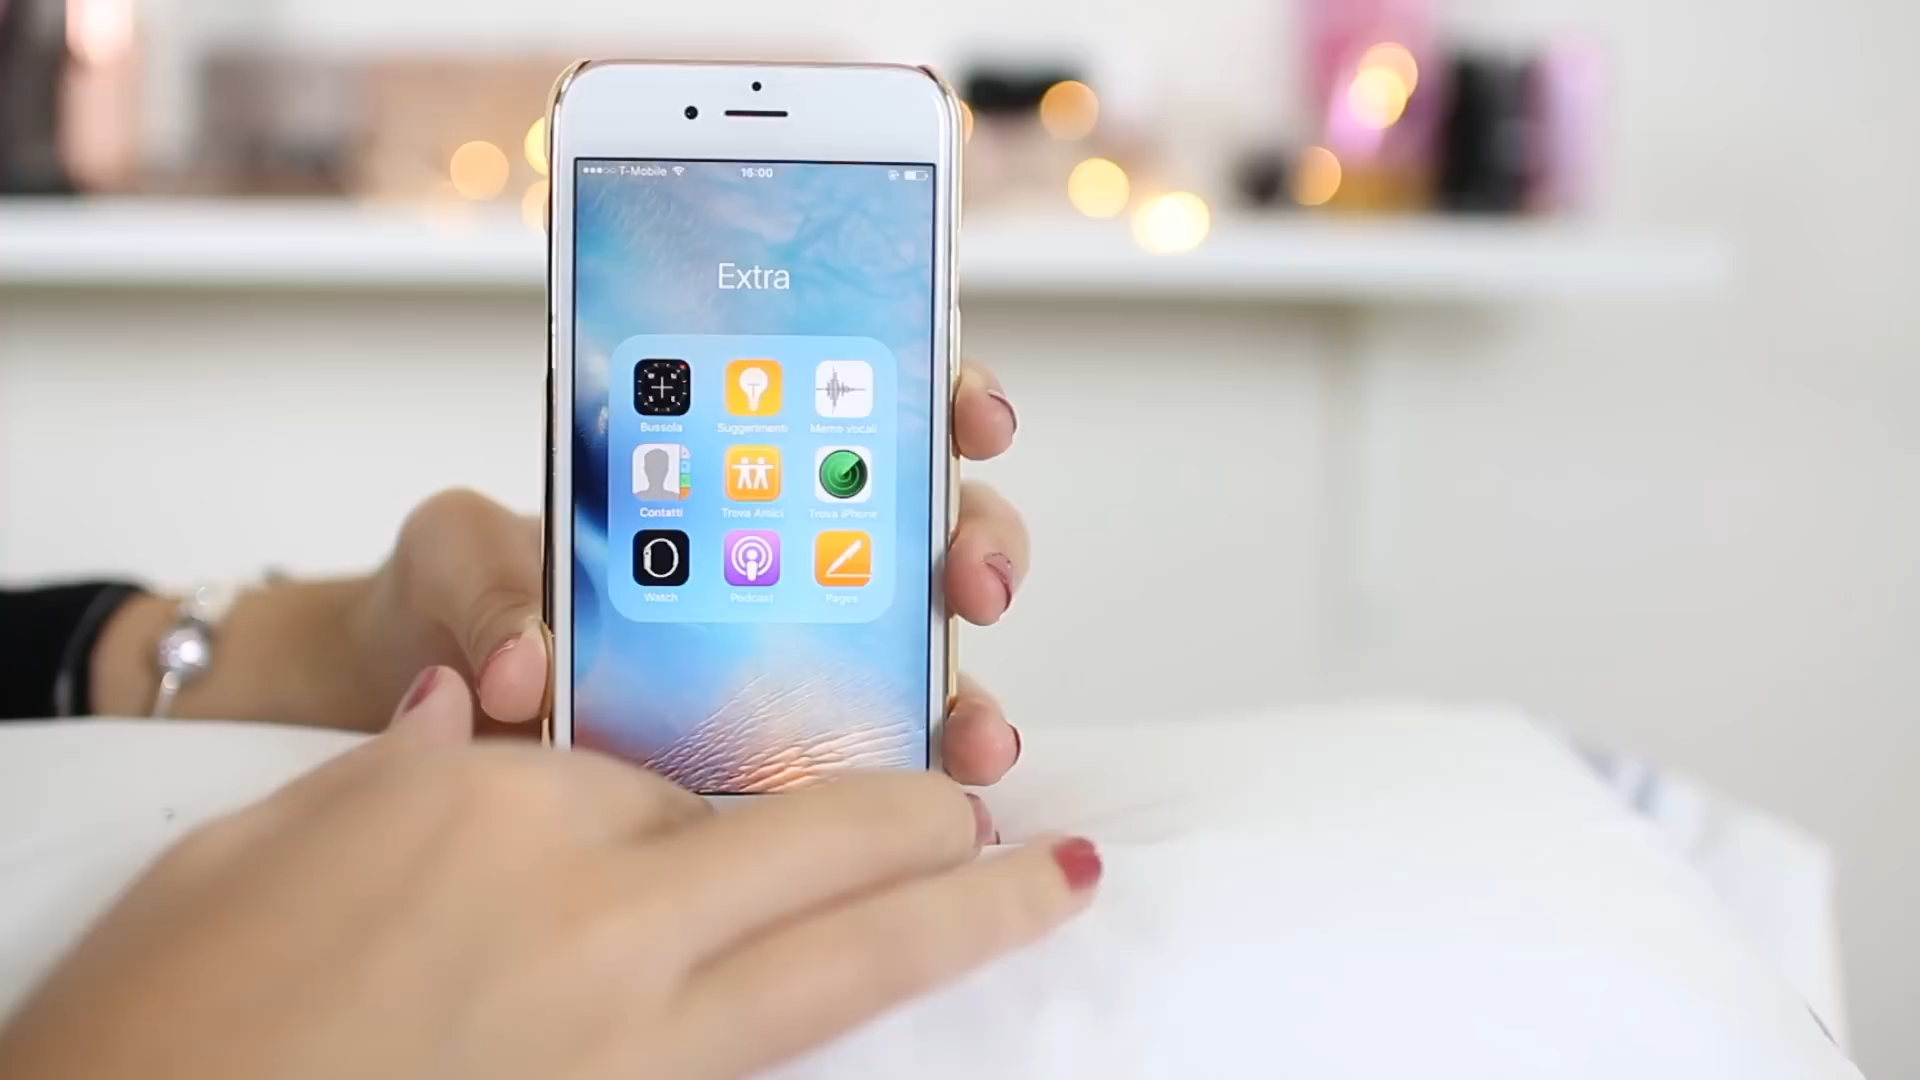 T-Mobile 16:00
Extra
Bussola Suggerimenti Memo vocali
Contatti Trova Amici Trova iPhone
Watch Podcast Pages